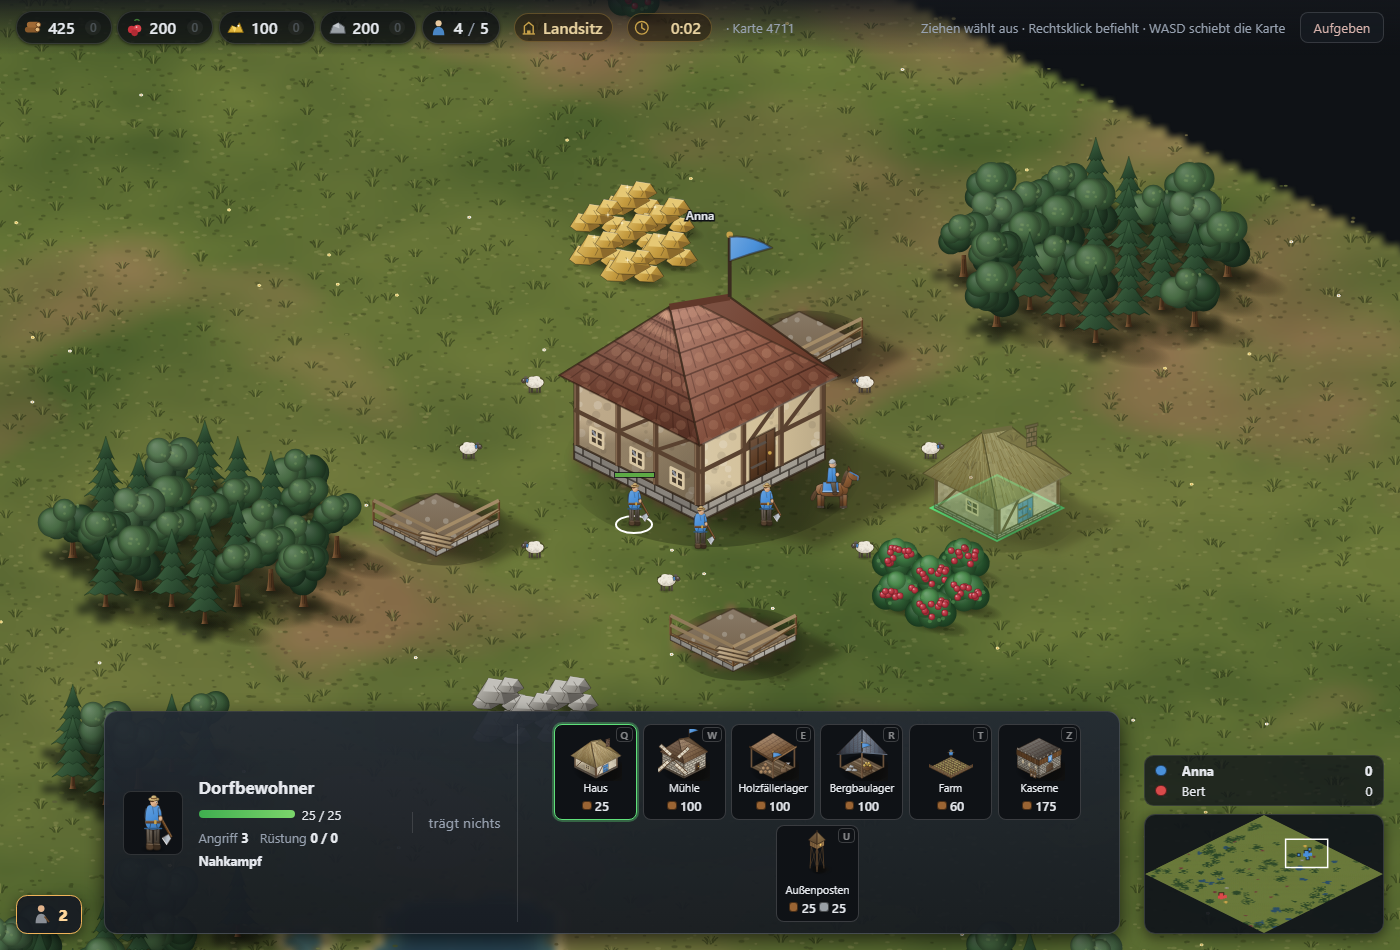 425 0 200 0 100 0 200 0 4 / 5 Landsitz 0:02 · Karte 4711 Ziehen wählt aus · Rechtsklick befiehlt · WASD schiebt die Karte Aufgeben
Anna
Q W E R T Z
Haus Mühle Holzfällerlager Bergbaulager Farm Kaserne
25 100 100 100 60 175
Dorfbewohner
25 / 25
Angriff 3 Rüstung 0 / 0
Nahkampf
trägt nichts
U
Außenposten
25 25
Anna 0
Bert 0
2